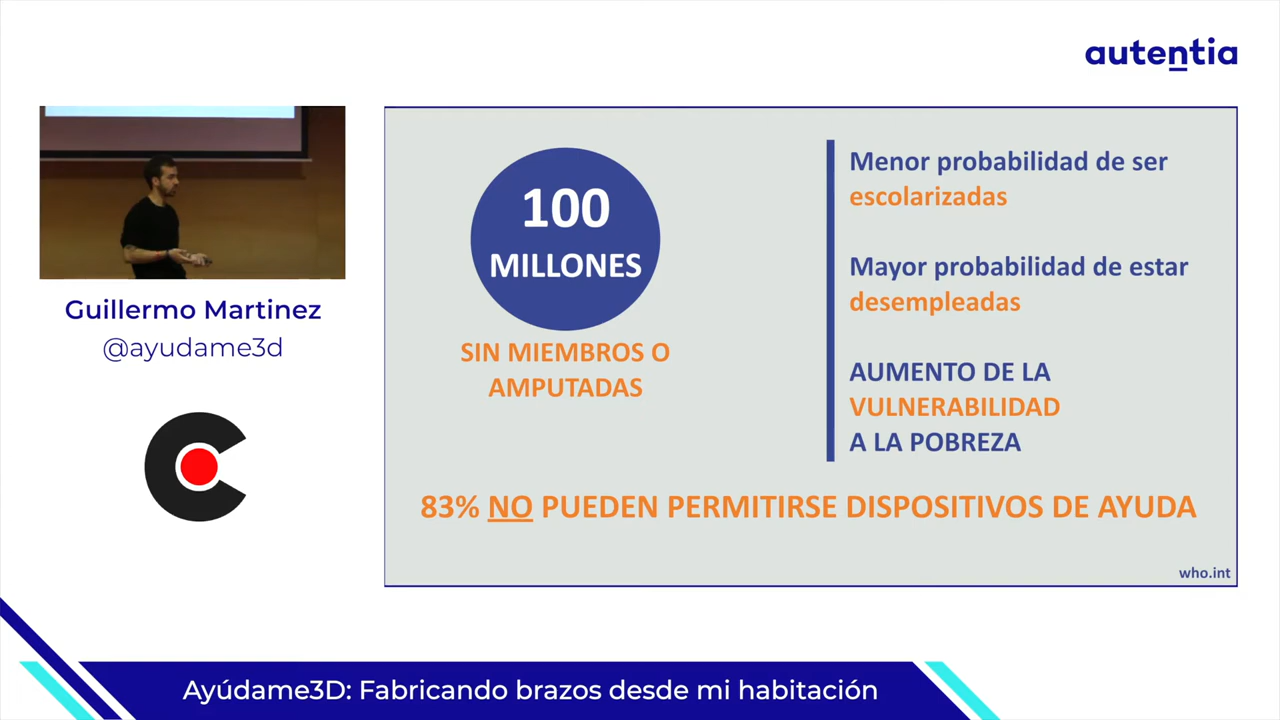 autentia
Guillermo Martinez
@ayudame3d
100
MILLONES
SIN MIEMBROS O
AMPUTADAS
Menor probabilidad de ser
escolarizadas
Mayor probabilidad de estar
desempleadas
AUMENTO DE LA
VULNERABILIDAD
A LA POBREZA
83% NO PUEDEN PERMITIRSE DISPOSITIVOS DE AYUDA
who.int
Ayúdame3D: Fabricando brazos desde mi habitación